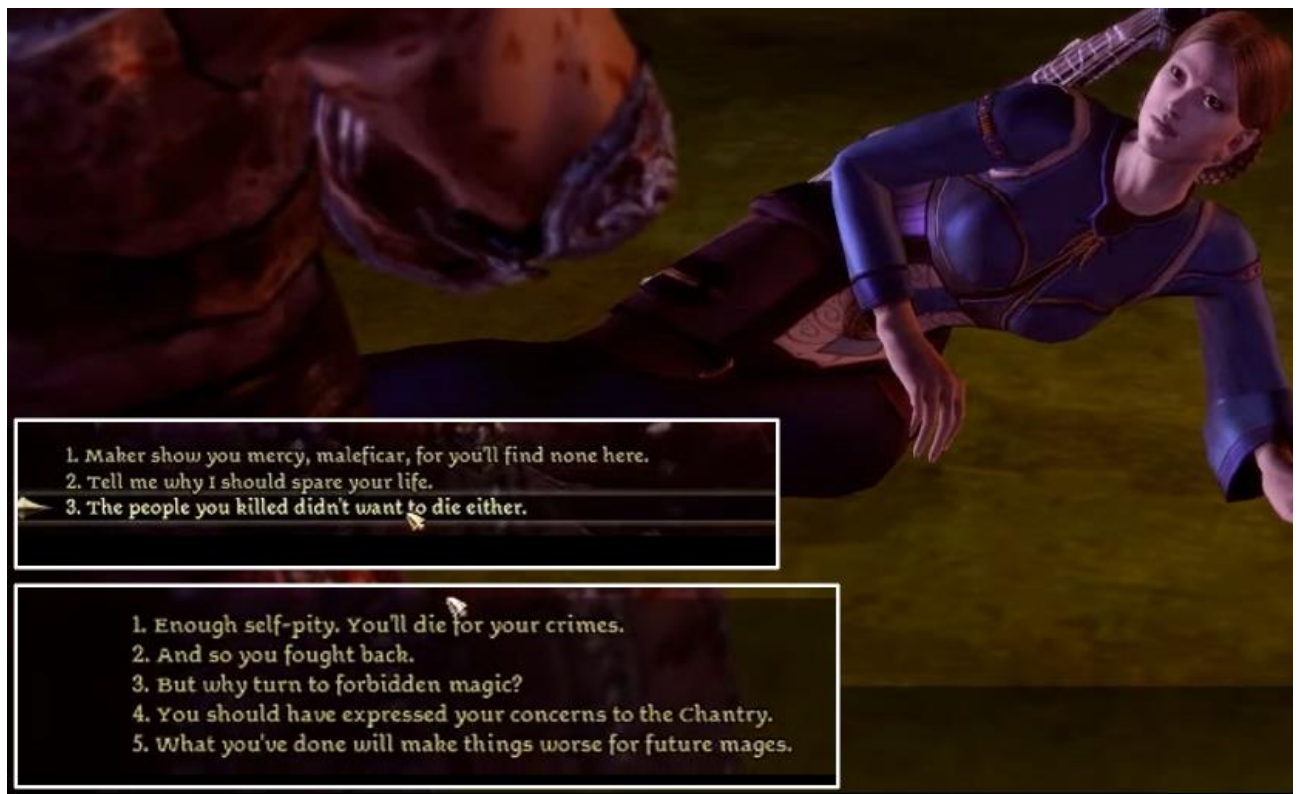 1. Maker show you mercy, maleficar, for you'll find none here.
2. Tell me why I should spare your life.
3. The people you killed didn't want to die either.
1. Enough self-pity. You'll die for your crimes.
2. And so you fought back.
3. But why turn to forbidden magic?
4. You should have expressed your concerns to the Chantry.
5. What you've done will make things worse for future mages.